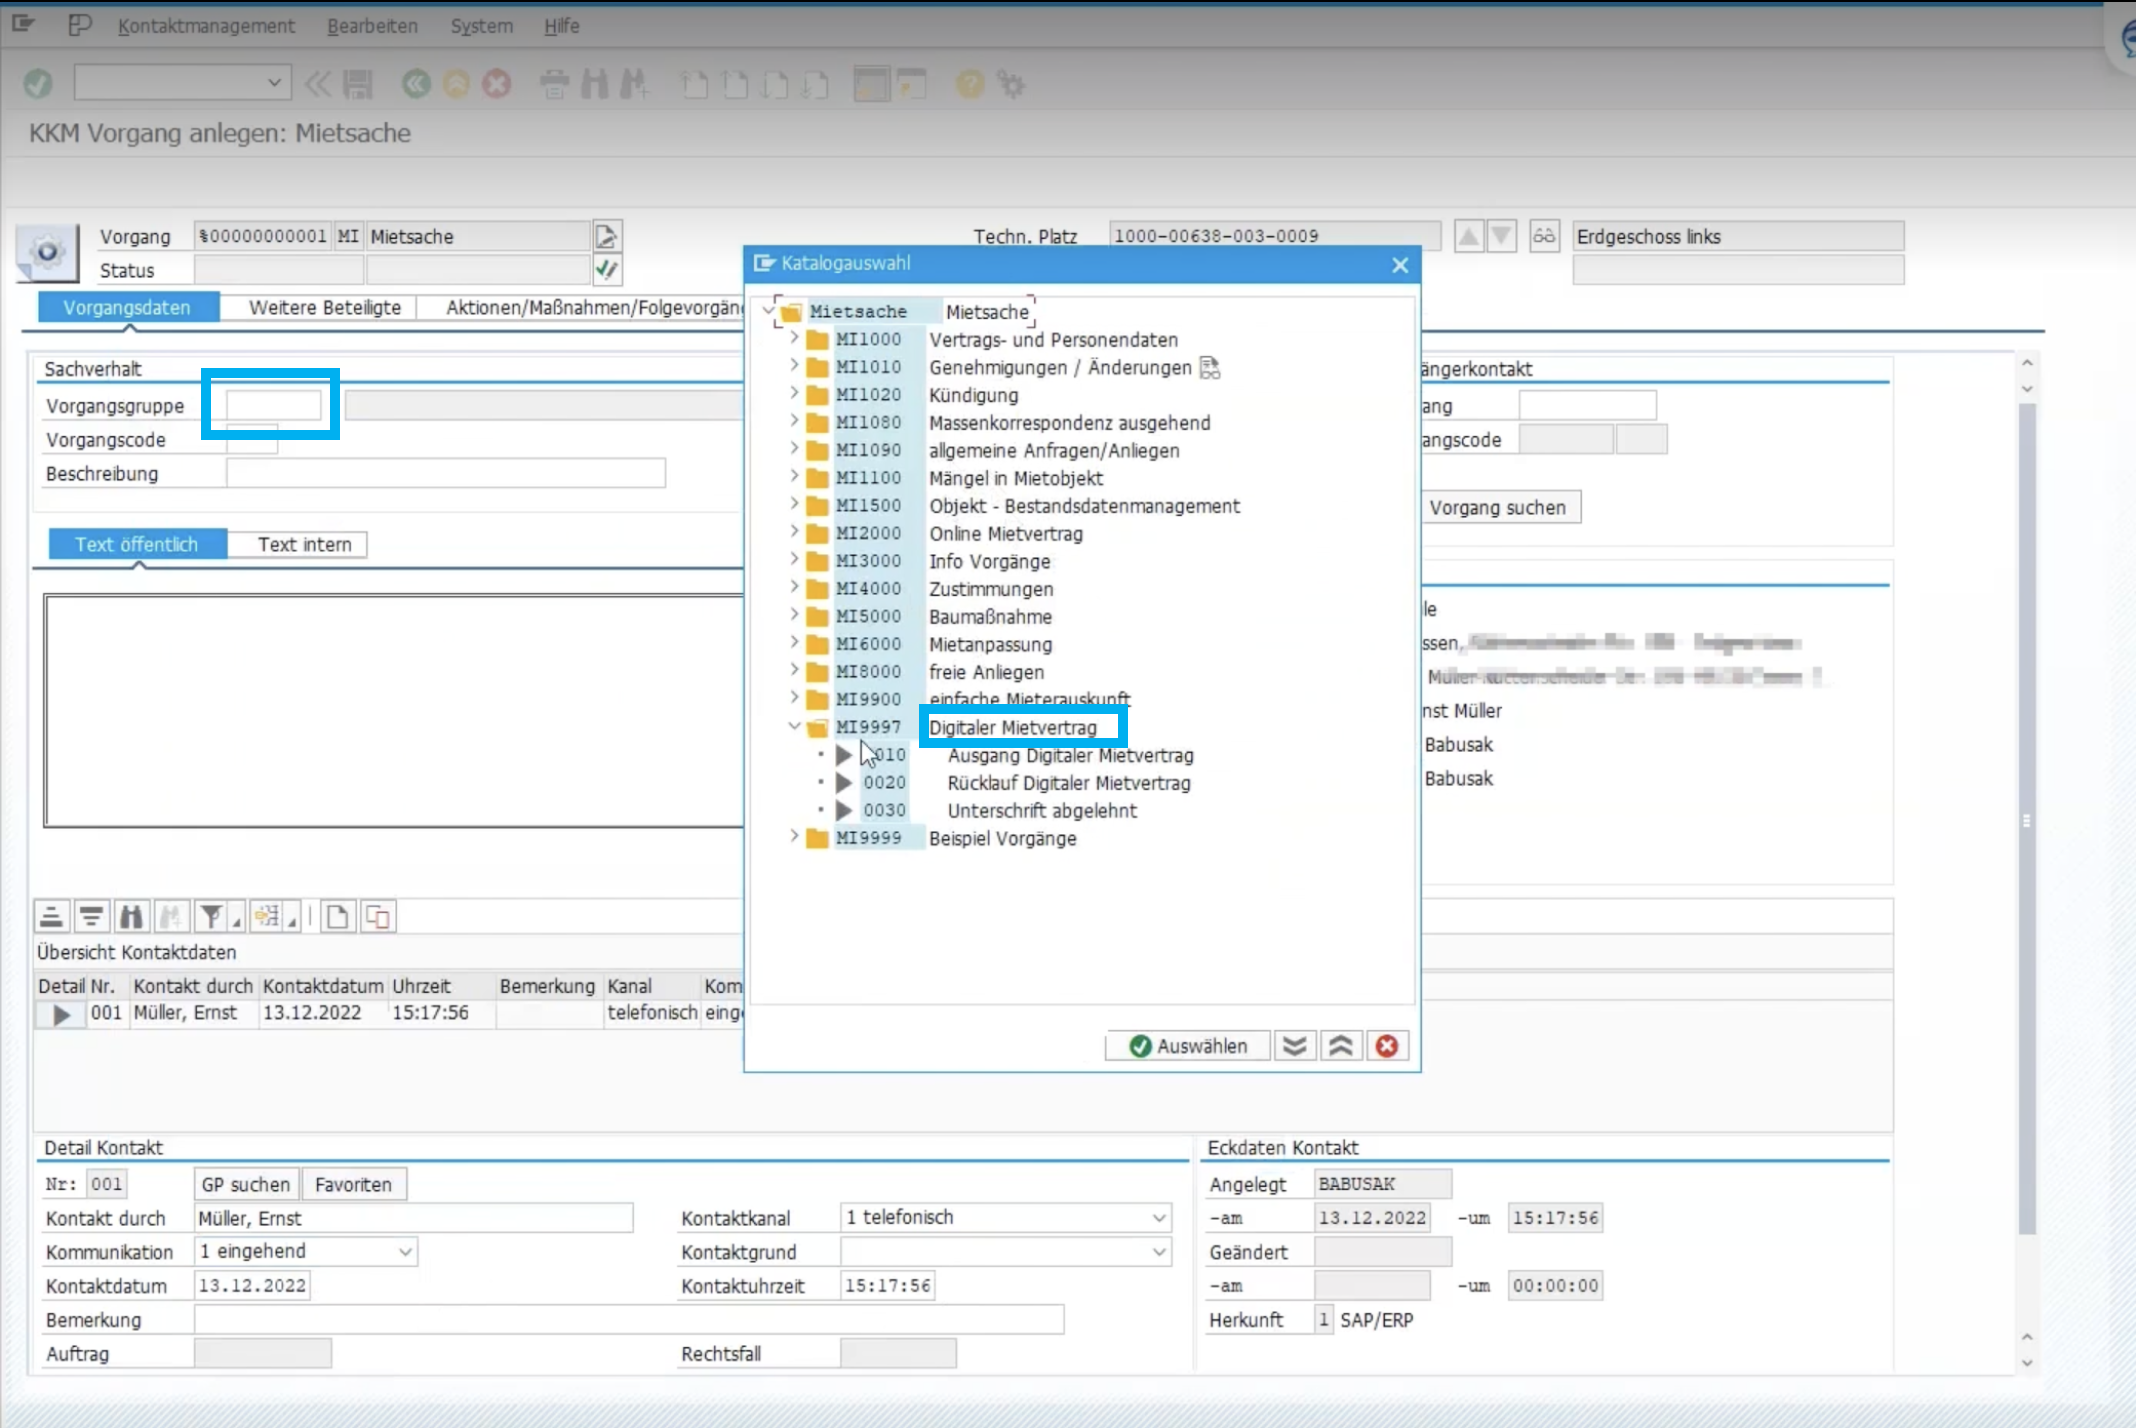 Kontaktmanagement Bearbeiten System Hilfe
KKM Vorgang anlegen: Mietsache
Vorgang %00000000001 MI Mietsache
Techn. Platz 1000-00638-003-0009 Erdgeschoss links
Status
Vorgangsdaten Weitere Beteiligte Aktionen/Maßnahmen/Folgevorgän
Sachverhalt
Vorgangsgruppe
Vorgangscode
Beschreibung
Text öffentlich Text intern
Katalogauswahl
Mietsache Mietsache
MI1000 Vertrags- und Personendaten
MI1010 Genehmigungen / Änderungen
MI1020 Kündigung
MI1080 Massenkorrespondenz ausgehend
MI1090 allgemeine Anfragen/Anliegen
MI1100 Mängel in Mietobjekt
MI1500 Objekt - Bestandsdatenmanagement
MI2000 Online Mietvertrag
MI3000 Info Vorgänge
MI4000 Zustimmungen
MI5000 Baumaßnahme
MI6000 Mietanpassung
MI8000 freie Anliegen
MI9900 einfache Mieterauskunft
MI9997 Digitaler Mietvertrag
010 Ausgang Digitaler Mietvertrag
0020 Rücklauf Digitaler Mietvertrag
0030 Unterschrift abgelehnt
MI9999 Beispiel Vorgänge
Auswählen
ängerkontakt
ang
angscode
Vorgang suchen
le
ssen,
nst Müller
Babusak
Babusak
Übersicht Kontaktdaten
Detail Nr. Kontakt durch Kontaktdatum Uhrzeit Bemerkung Kanal Kom
001 Müller, Ernst 13.12.2022 15:17:56 telefonisch eing
Detail Kontakt
Nr: 001 GP suchen Favoriten
Kontakt durch Müller, Ernst Kontaktkanal 1 telefonisch
Kommunikation 1 eingehend Kontaktgrund
Kontaktdatum 13.12.2022 Kontaktuhrzeit 15:17:56
Bemerkung
Auftrag Rechtsfall
Eckdaten Kontakt
Angelegt BABUSAK
-am 13.12.2022 -um 15:17:56
Geändert
-am -um 00:00:00
Herkunft 1 SAP/ERP